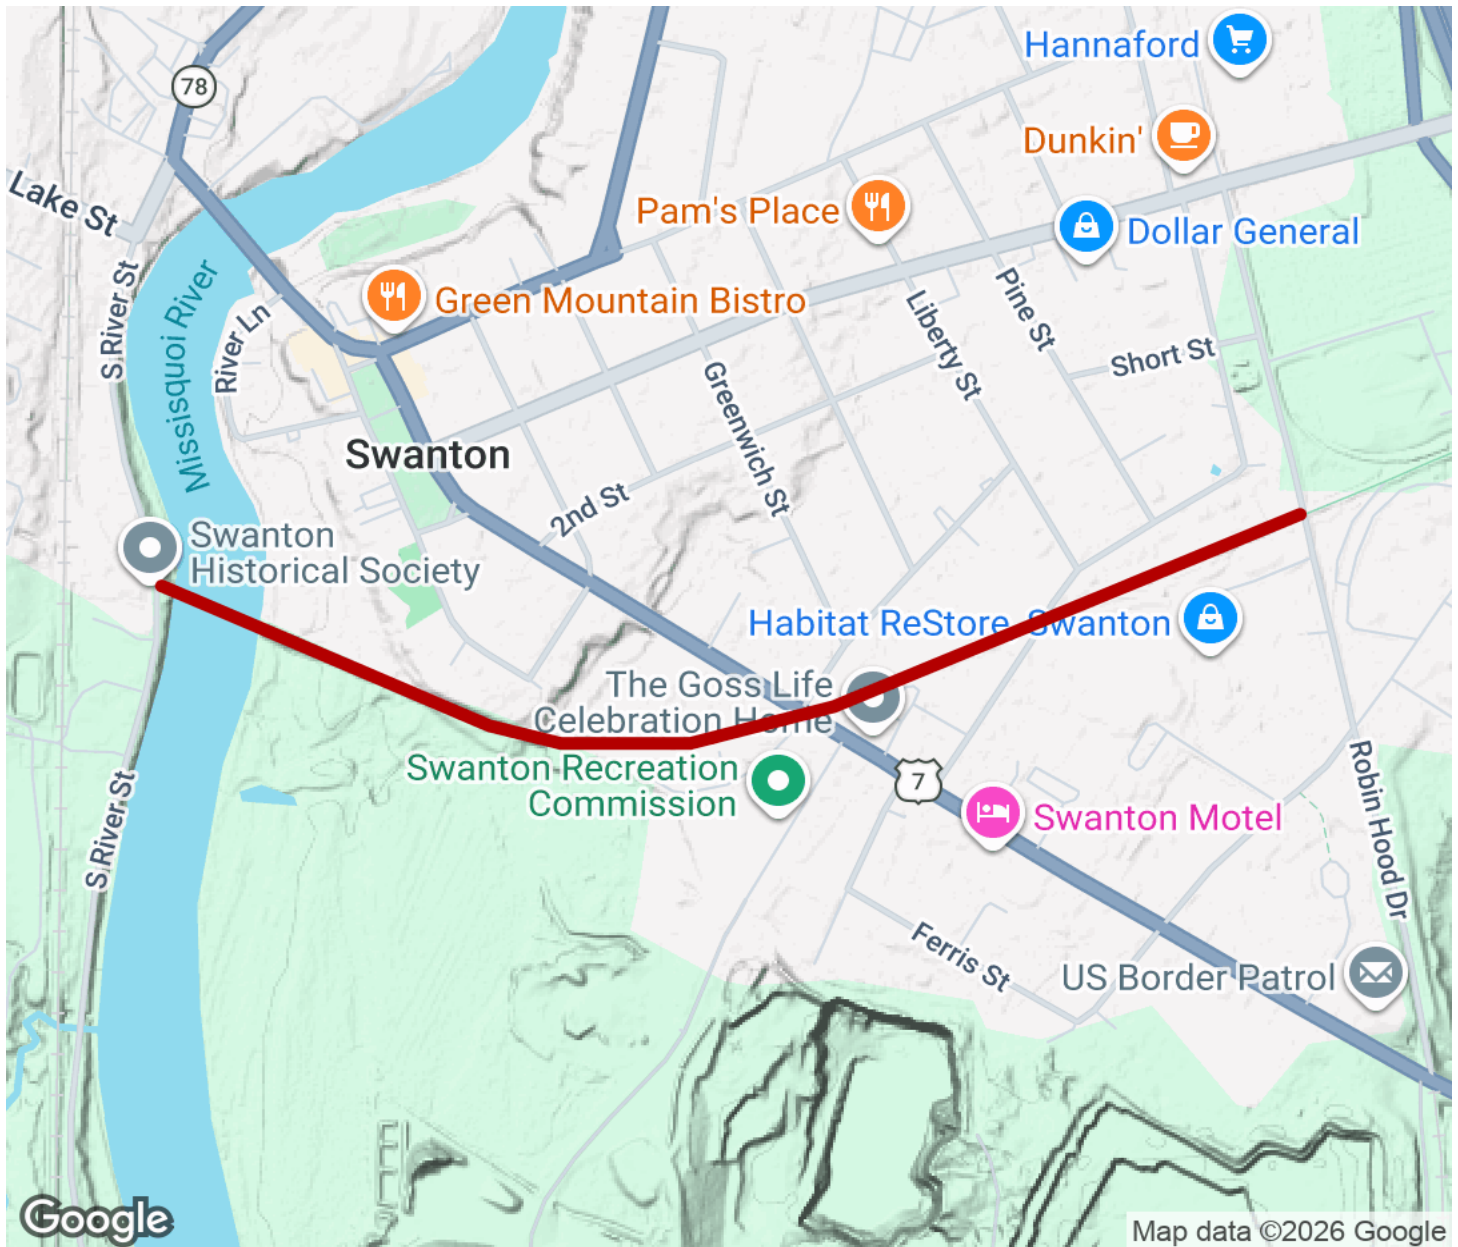 Hannaford
78
Dunkin'
Lake St
Pam's Place
Dollar General
S River St
Missisquoi River
River Ln
Green Mountain Bistro
Liberty St
Pine St
Short St
Greenwich St
Swanton
2nd St
Swanton
Historical Society
Habitat ReStore, Swanton
The Goss Life
Celebration Home
Swanton Recreation
Commission
7
Swanton Motel
S River St
Robin Hood Dr
Ferris St
US Border Patrol
Google
Map data ©2026 Google